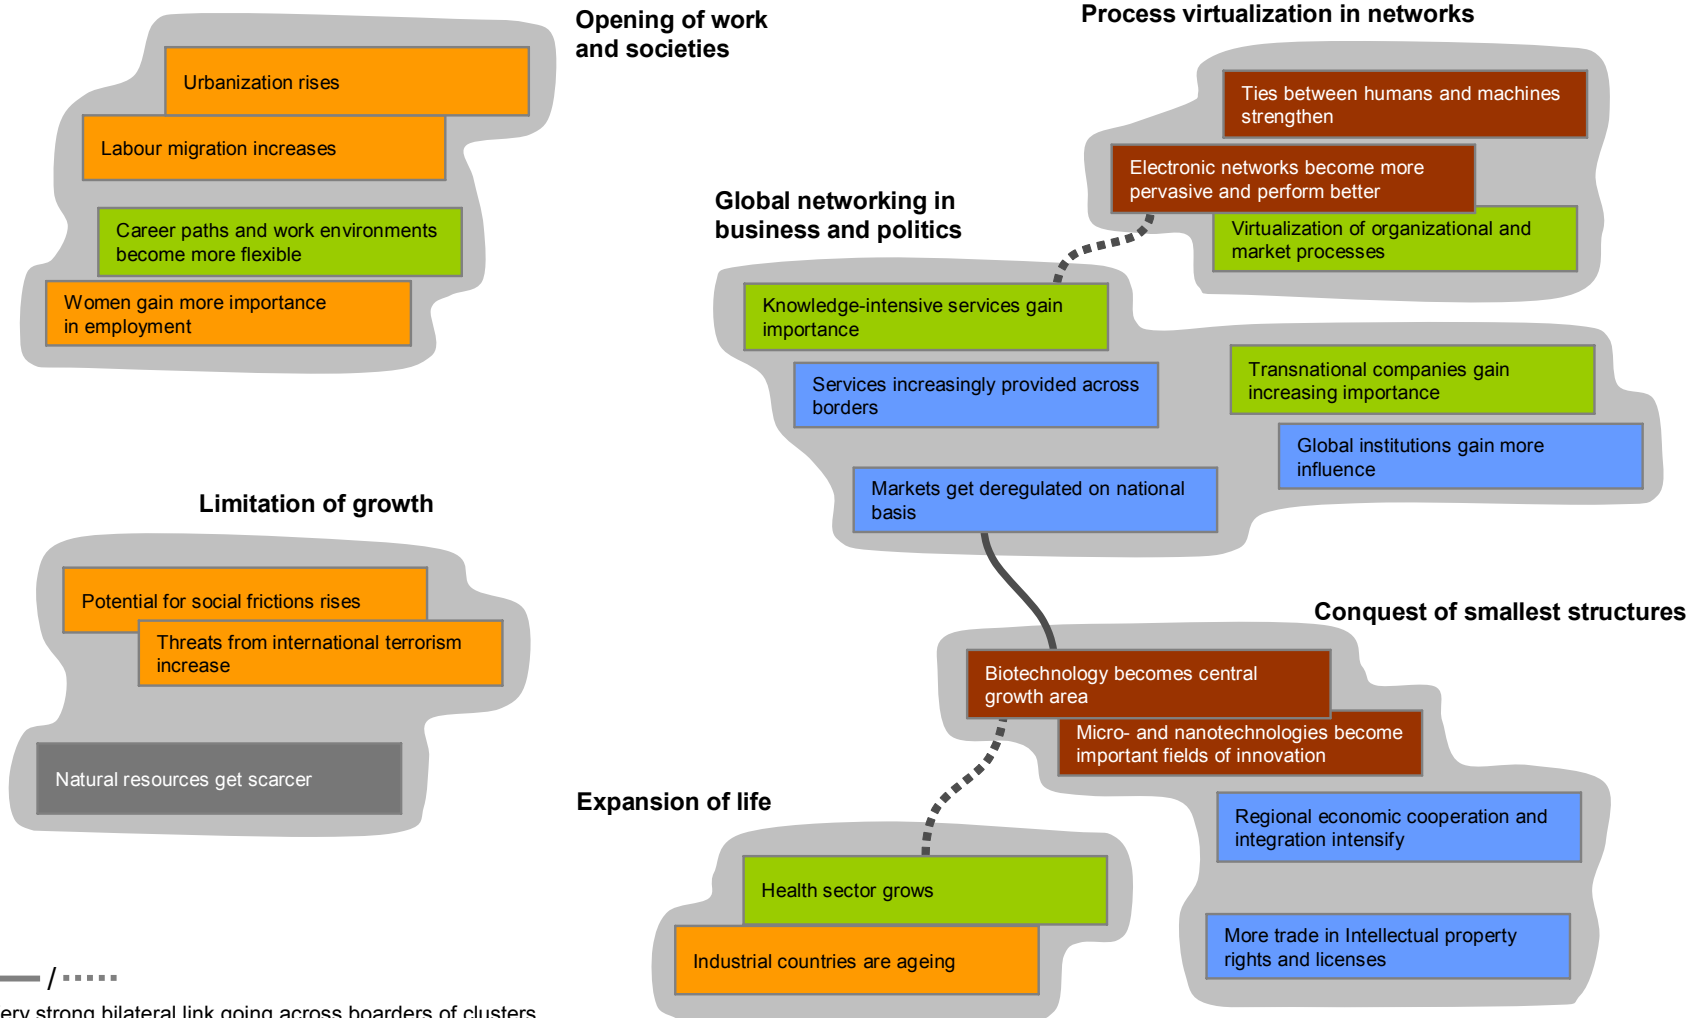 Opening of work
and societies
Urbanization rises
Labour migration increases
Career paths and work environments
become more flexible
Women gain more importance
in employment
Process virtualization in networks
Ties between humans and machines
strengthen
Electronic networks become more
pervasive and perform better
Virtualization of organizational and
market processes
Global networking in
business and politics
Knowledge-intensive services gain
importance
Services increasingly provided across
borders
Transnational companies gain
increasing importance
Global institutions gain more
influence
Markets get deregulated on national
basis
Limitation of growth
Potential for social frictions rises
Threats from international terrorism
increase
Natural resources get scarcer
Conquest of smallest structures
Biotechnology becomes central
growth area
Micro- and nanotechnologies become
important fields of innovation
Regional economic cooperation and
integration intensify
More trade in Intellectual property
rights and licenses
Expansion of life
Health sector grows
Industrial countries are ageing
/
ery strong bilateral link going across boarders of clusters